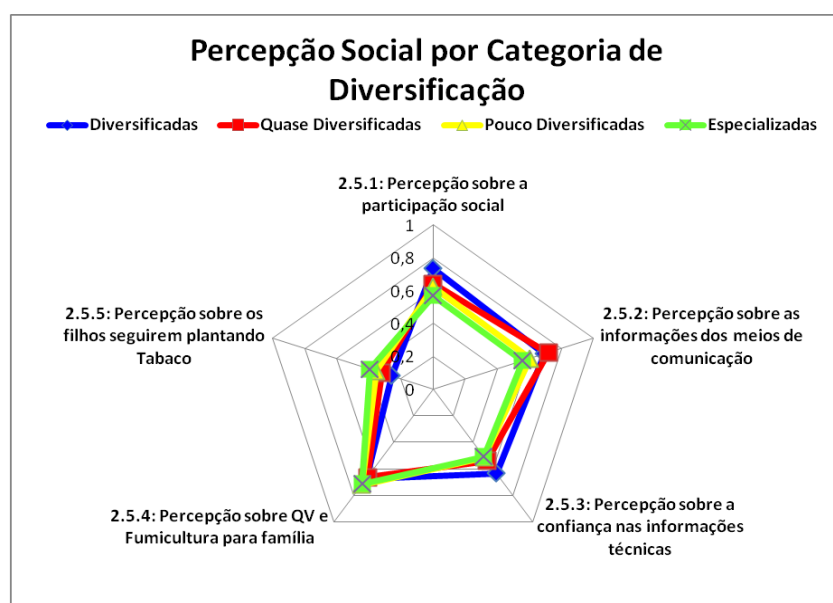 Percepção Social por Categoria de
Diversificação
Diversificadas Quase Diversificadas Pouco Diversificadas Especializadas
2.5.1: Percepção sobre a
participação social
1
0,8
0,6
0,4
0,2
0
2.5.2: Percepção sobre as
informações dos meios de
comunicação
2.5.3: Percepção sobre a
confiança nas informações
técnicas
2.5.4: Percepção sobre QV e
Fumicultura para família
2.5.5: Percepção sobre os
filhos seguirem plantando
Tabaco